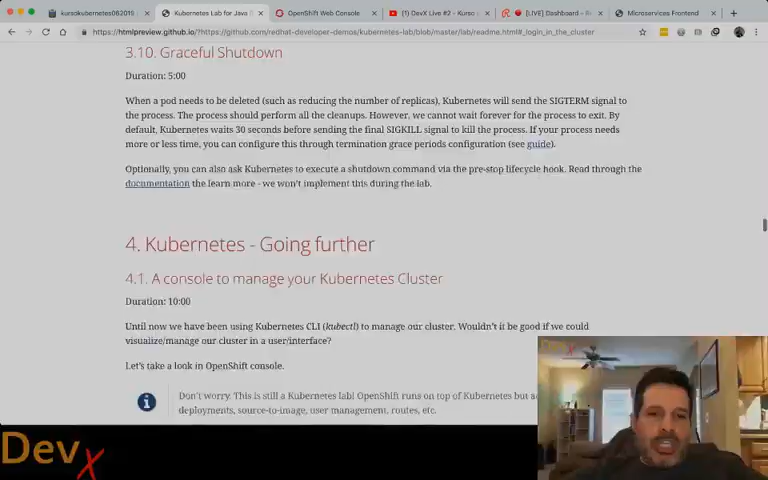 kursokubernetes062019
Kubernetes Lab for Java
OpenShift Web Console
(1) DevX Live #2 - Kurso
[LIVE] Dashboard - R
Microservices Frontend
https://htmlpreview.github.io/?https://github.com/redhat-developer-demos/kubernetes-lab/blob/master/lab/readme.html#_login_in_the_cluster
3.10. Graceful Shutdown
Duration: 5:00
When a pod needs to be deleted (such as reducing the number of replicas), Kubernetes will send the SIGTERM signal to
the process. The process should perform all the cleanups. However, we cannot wait forever for the process to exit. By
default, Kubernetes waits 30 seconds before sending the final SIGKILL signal to kill the process. If your process needs
more or less time, you can configure this through termination grace periods configuration (see guide).
Optionally, you can also ask Kubernetes to execute a shutdown command via the pre-stop lifecycle hook. Read through the
documentation the learn more - we won't implement this during the lab.
4. Kubernetes - Going further
4.1. A console to manage your Kubernetes Cluster
Duration: 10:00
Until now we have been using Kubernetes CLI (kubectl) to manage our cluster. Wouldn't it be good if we could
visualize/manage our cluster in a user/interface?
Let's take a look in OpenShift console.
Don't worry. This is still a Kubernetes lab! OpenShift runs on top of Kubernetes but
deployments, source-to-image, user management, routes, etc.
DevX